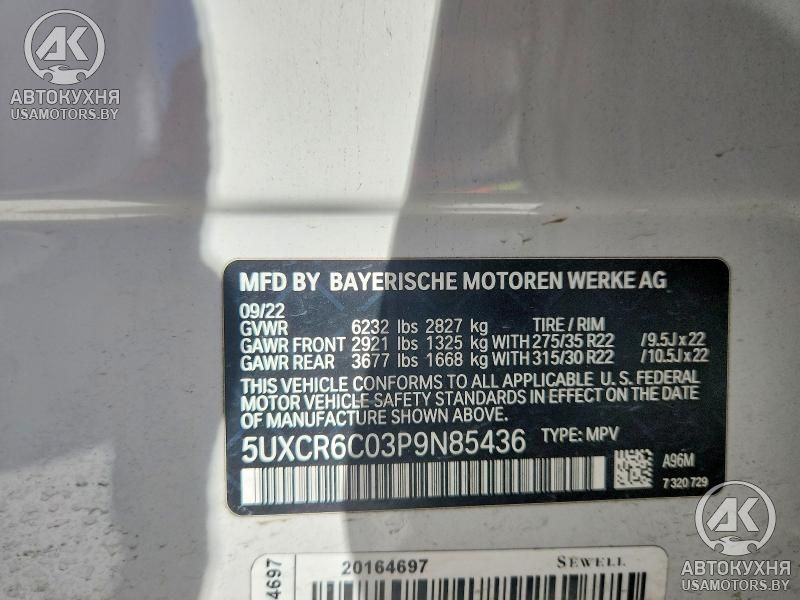 AK
АВТОКУХНЯ
USAMOTORS.BY
MFD BY BAYERISCHE MOTOREN WERKE AG
09/22
GVWR 6232 lbs 2827 kg TIRE / RIM
GAWR FRONT 2921 lbs 1325 kg WITH 275/35 R22 /9.5J x 22
GAWR REAR 3677 lbs 1668 kg WITH 315/30 R22 /10.5J x 22
THIS VEHICLE CONFORMS TO ALL APPLICABLE U. S. FEDERAL
MOTOR VEHICLE SAFETY STANDARDS IN EFFECT ON THE DATE
OF MANUFACTURE SHOWN ABOVE.
5UXCR6C03P9N85436 TYPE: MPV
A96M
7 320 729
4697
20164697 SEWELL
AK
АВТОКУХНЯ
USAMOTORS.BY